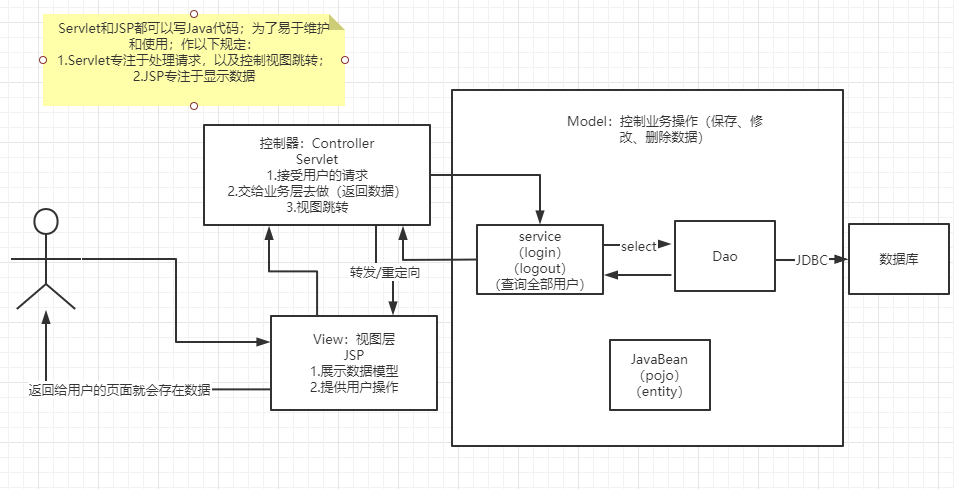 Servlet和JSP都可以写Java代码；为了易于维护
和使用；作以下规定：
1.Servlet专注于处理请求，以及控制视图跳转；
2.JSP专注于显示数据
Model：控制业务操作（保存、修
改、删除数据）
控制器：Controller
Servlet
1.接受用户的请求
2.交给业务层去做（返回数据）
3.视图跳转
service
（login）
（logout）
（查询全部用户）
select
Dao
JDBC
数据库
转发/重定向
View：视图层
JSP
1.展示数据模型
2.提供用户操作
JavaBean
（pojo）
（entity）
返回给用户的页面就会存在数据